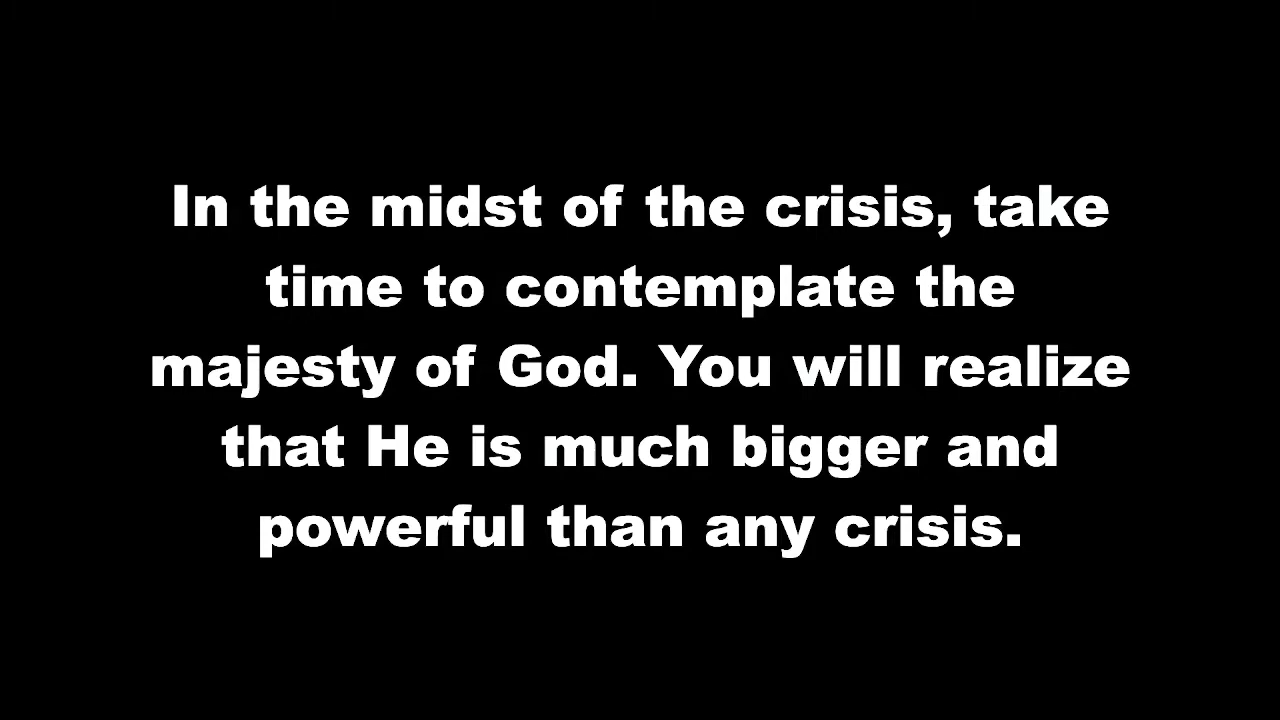 In the midst of the crisis, take
time to contemplate the
majesty of God. You will realize
that He is much bigger and
powerful than any crisis.